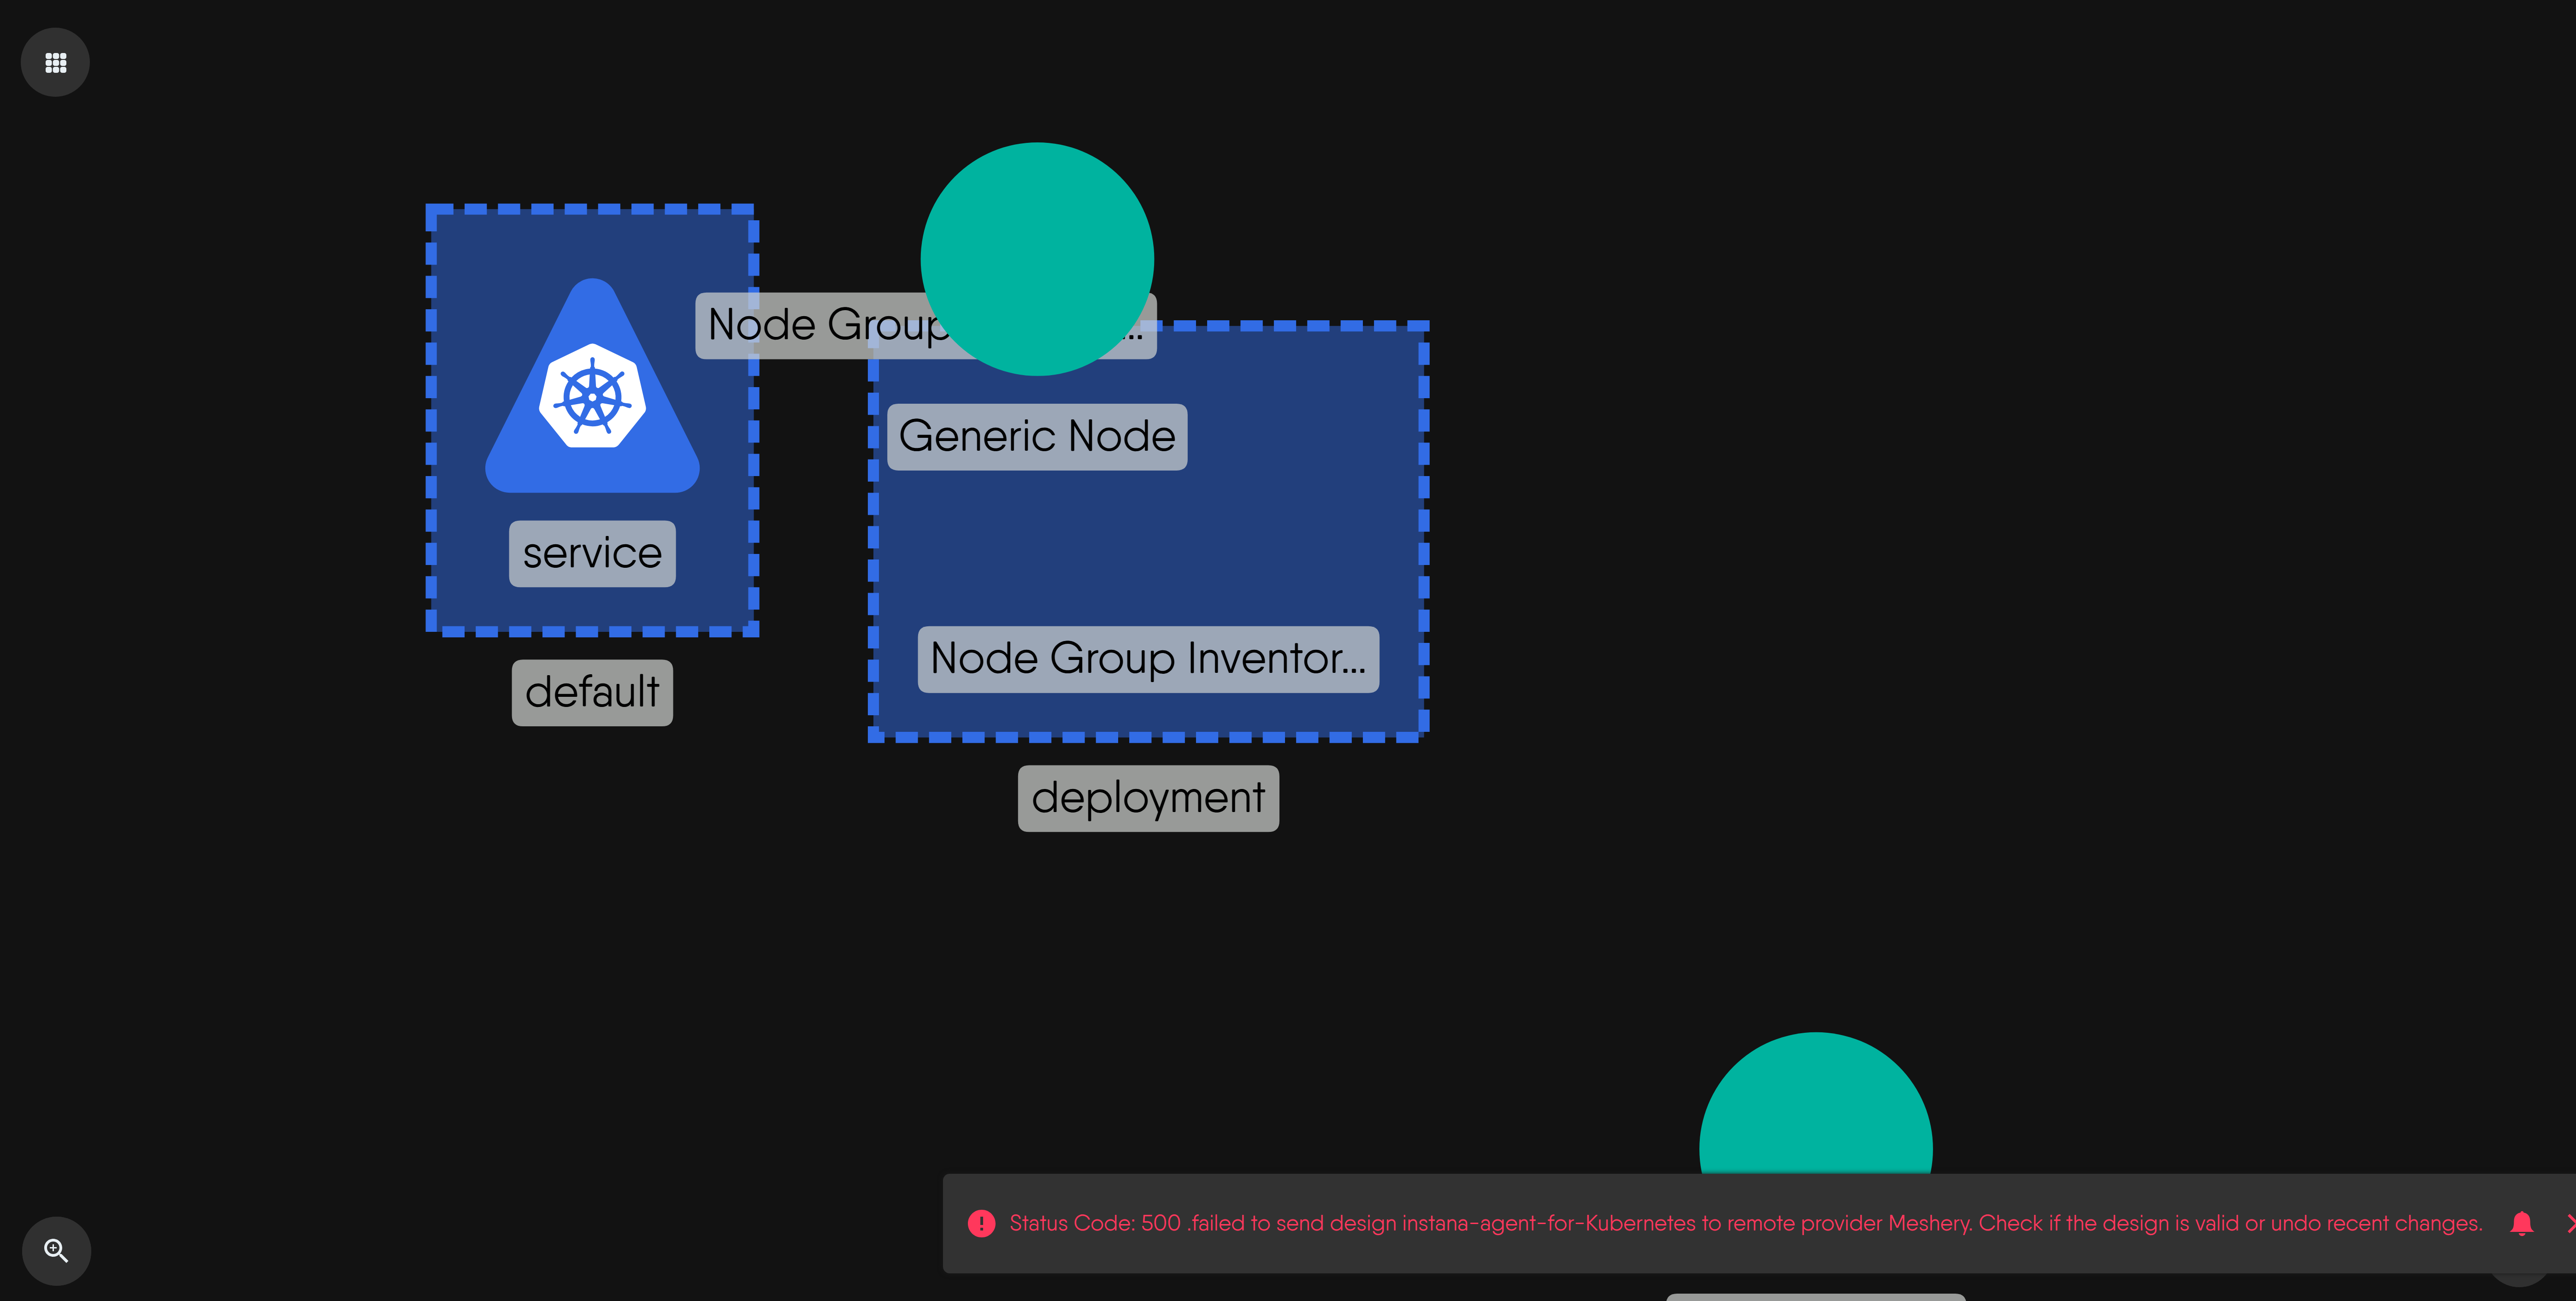 Node Group ...
Generic Node
service
Node Group Inventor...
default
deployment
Status Code: 500 .failed to send design instana-agent-for-Kubernetes to remote provider Meshery. Check if the design is valid or undo recent changes.